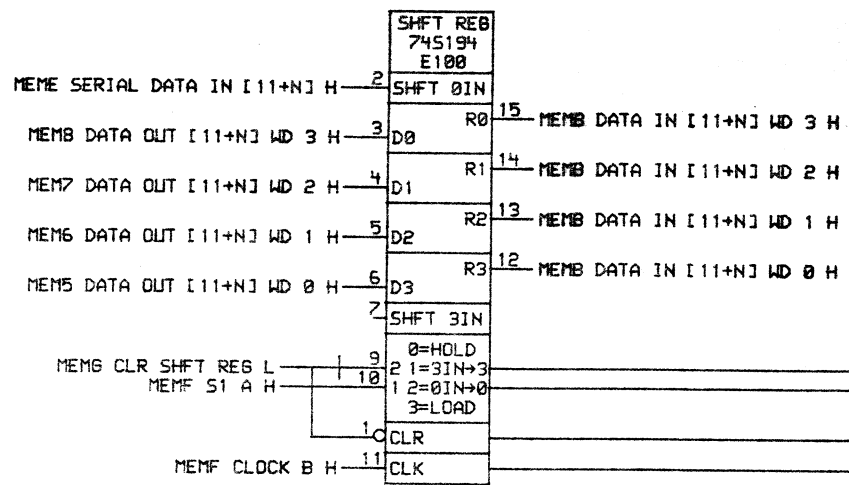 SHFT REG
74S194
E100
MEME SERIAL DATA IN [11+N] H 2 SHFT 0IN
R0 15 MEMB DATA IN [11+N] WD 3 H
MEM8 DATA OUT [11+N] WD 3 H 3 D0
R1 14 MEMB DATA IN [11+N] WD 2 H
MEM7 DATA OUT [11+N] WD 2 H 4 D1
R2 13 MEMB DATA IN [11+N] WD 1 H
MEM6 DATA OUT [11+N] WD 1 H 5 D2
R3 12 MEMB DATA IN [11+N] WD 0 H
MEM5 DATA OUT [11+N] WD 0 H 6 D3
7 SHFT 3IN
0=HOLD
MEMG CLR SHFT REG L 9 2 1=3IN→3
MEMF S1 A H 10 1 2=0IN→0
3=LOAD
1 CLR
MEMF CLOCK B H 11 CLK